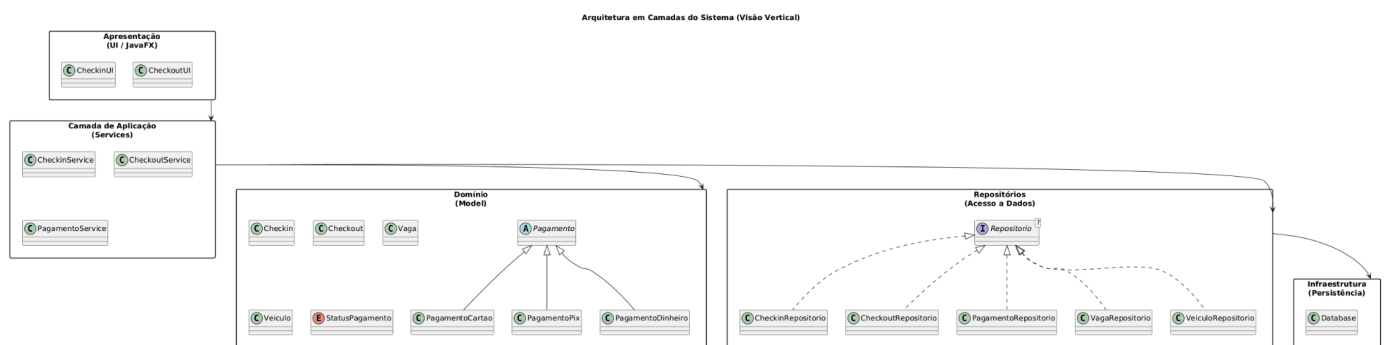 Arquitetura em Camadas do Sistema (Visão Vertical)
Apresentação
(UI / JavaFX)
C CheckinUI
C CheckoutUI
Camada de Aplicação
(Services)
C CheckinService
C CheckoutService
C PagamentoService
Domínio
(Model)
C Checkin
C Checkout
C Vaga
A Pagamento
C Veiculo
E StatusPagamento
C PagamentoCartao
C PagamentoPix
C PagamentoDinheiro
Repositórios
(Acesso a Dados)
I Repositorio
T
C CheckinRepositorio
C CheckoutRepositorio
C PagamentoRepositorio
C VagaRepositorio
C VeiculoRepositorio
Infraestrutura
(Persistência)
C Database